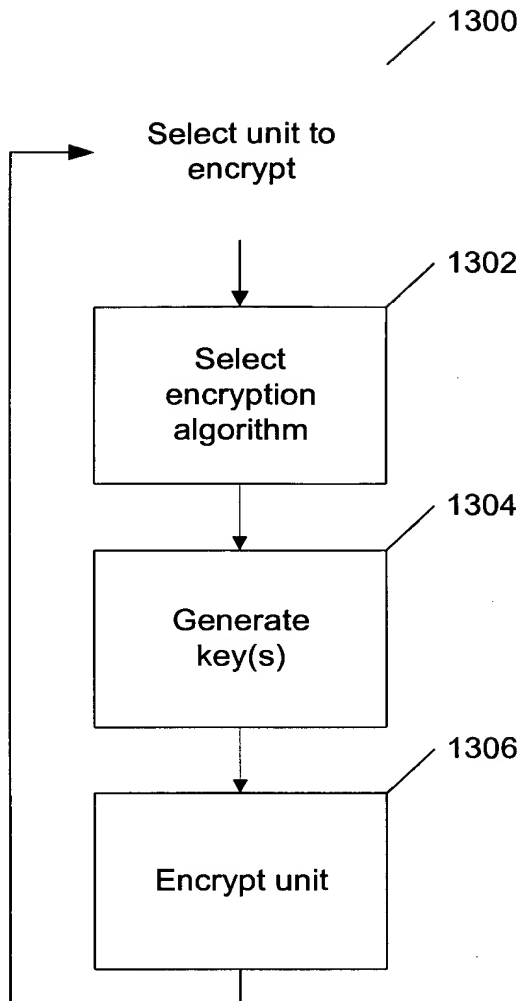 1300
Select unit to
encrypt
1302
Select
encryption
algorithm
1304
Generate
key(s)
1306
Encrypt unit